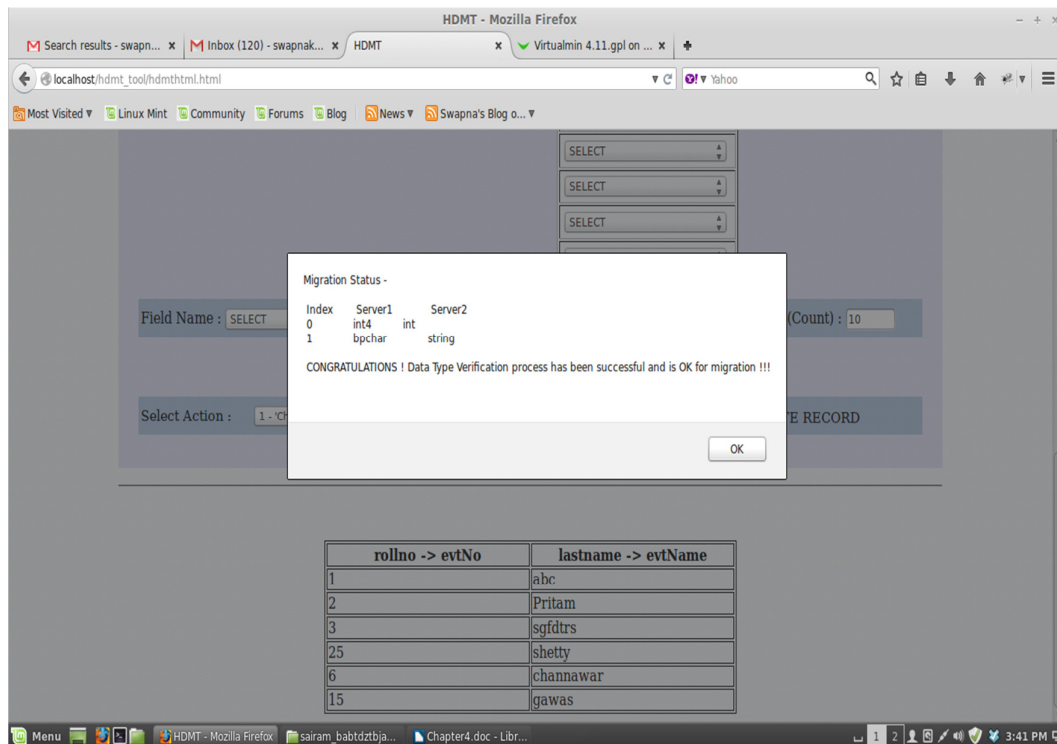 HDMT - Mozilla Firefox
Search results - swapn... x Inbox (120) - swapnak... x HDMT x Virtualmin 4.11.gpl on ... x
localhost/hdmt_tool/hdmthtml.html Yahoo
Most Visited Linux Mint Community Forums Blog News Swapna's Blog o...
SELECT
SELECT
SELECT
Migration Status -
Index Server1 Server2
0 int4 int
1 bpchar string
CONGRATULATIONS ! Data Type Verification process has been successful and is OK for migration !!!
OK
Field Name : SELECT (Count) : 10
Select Action : 1 - 'Ch E RECORD
rollno -> evtNo lastname -> evtName
1 abc
2 Pritam
3 sgfdtrs
25 shetty
6 channawar
15 gawas
Menu HDMT - Mozilla Firefox sairam_babtdztbja... Chapter4.doc - Libr... 1 2 3:41 PM